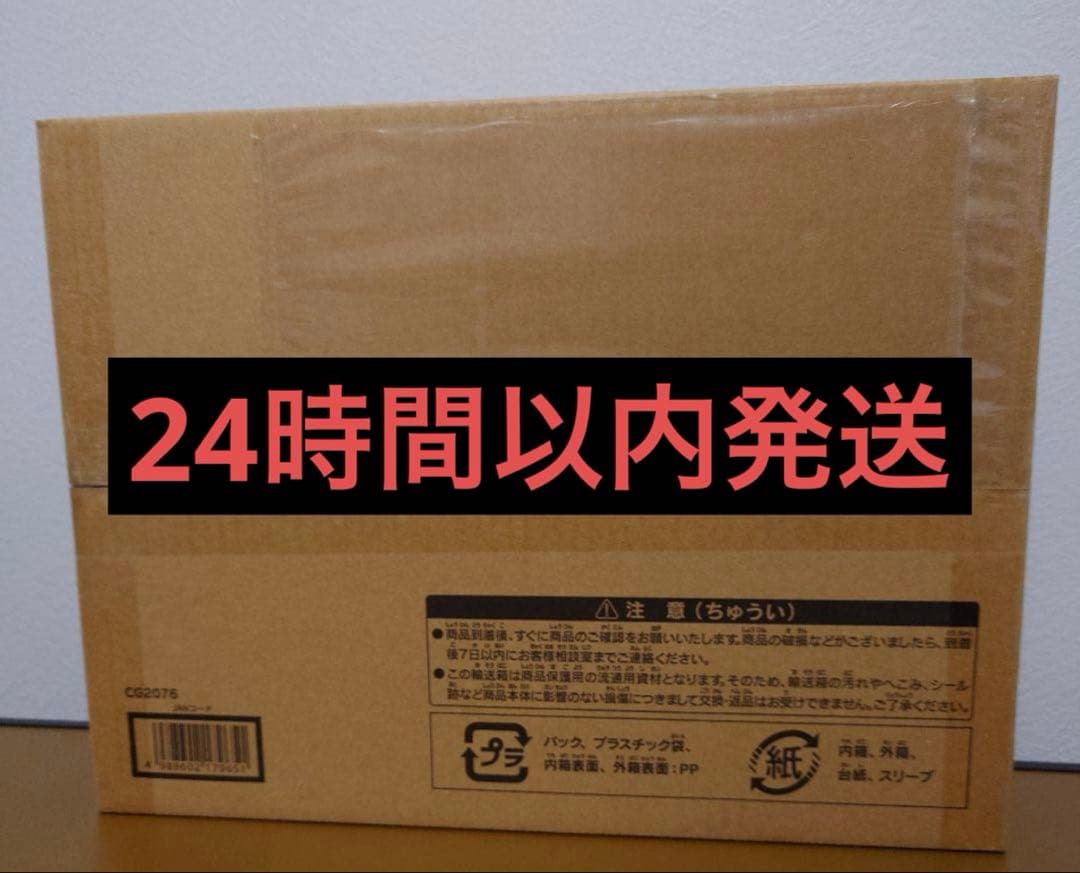 24時間以内発送
⚠注 意(ちゅうい)
●商品到着後、すぐに商品のご確認をお願いいたします。商品の破損などがございましたら、到着
後7日以内にお客様相談室までご連絡ください。
●この輸送箱は商品保護用の流通用資材となります。そのため、輸送箱の汚れやへこみ、シール
跡など商品本体に影響のない損傷につきまして交換・返品はお受けできません。ご了承ください。
CG2076
JANコード
4 989602 179651
プラ
パック、プラスチック袋、
内箱表面、外箱表面：PP
紙
内箱、外箱、
台紙、スリーブ